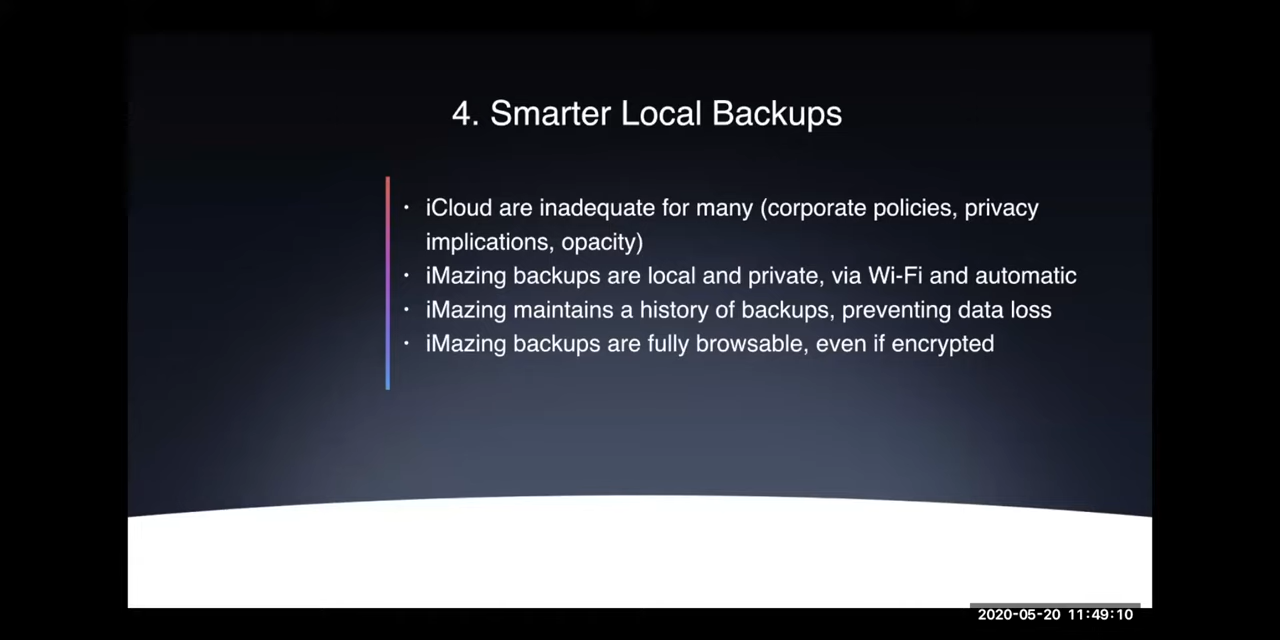 4. Smarter Local Backups
• iCloud are inadequate for many (corporate policies, privacy
implications, opacity)
• iMazing backups are local and private, via Wi-Fi and automatic
• iMazing maintains a history of backups, preventing data loss
• iMazing backups are fully browsable, even if encrypted
2020-05-20 11:49:10